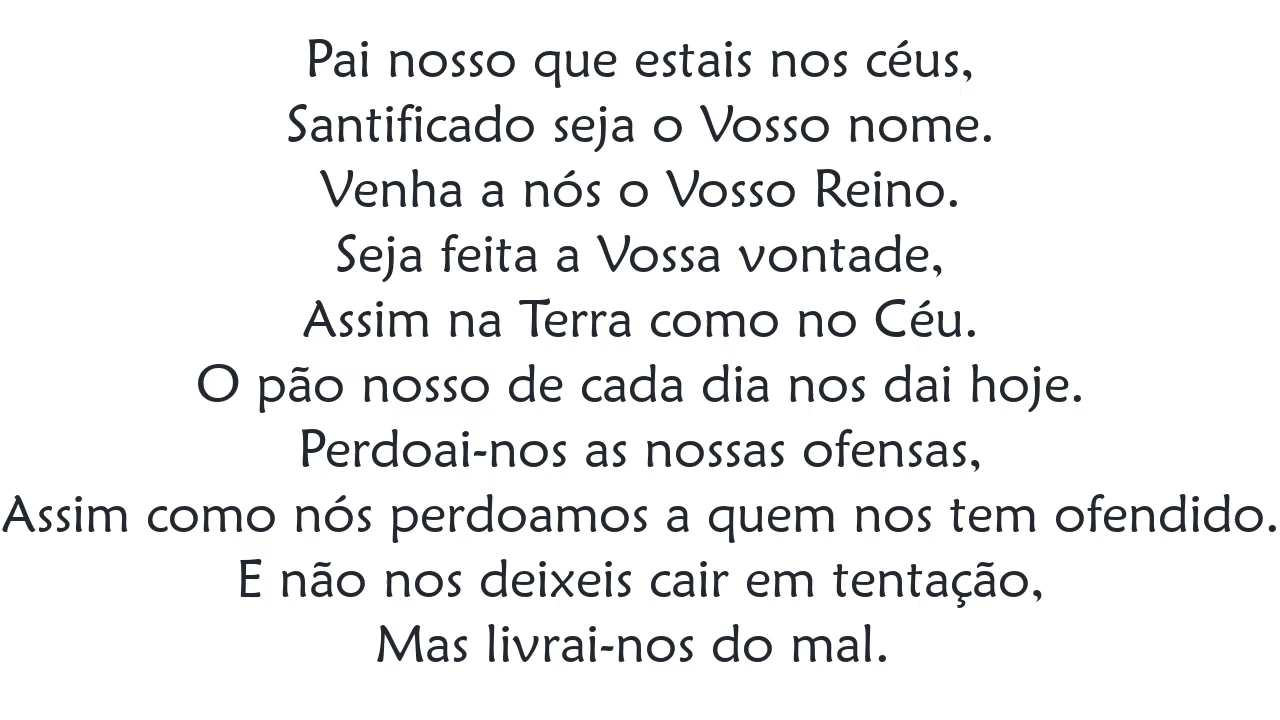 Pai nosso que estais nos céus,
Santificado seja o Vosso nome.
Venha a nós o Vosso Reino.
Seja feita a Vossa vontade,
Assim na Terra como no Céu.
O pão nosso de cada dia nos dai hoje.
Perdoai-nos as nossas ofensas,
Assim como nós perdoamos a quem nos tem ofendido.
E não nos deixeis cair em tentação,
Mas livrai-nos do mal.